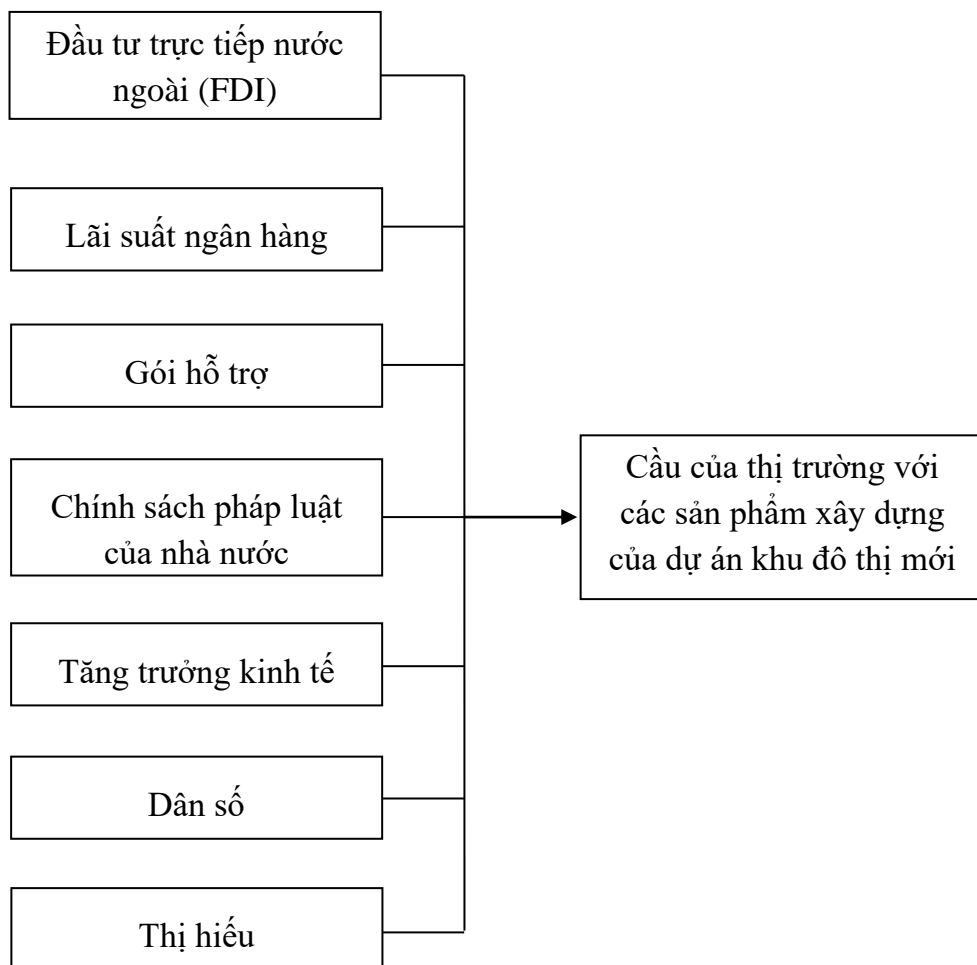 Đầu tư trực tiếp nước
ngoài (FDI)
Lãi suất ngân hàng
Gói hỗ trợ
Chính sách pháp luật
của nhà nước
Tăng trưởng kinh tế
Dân số
Thị hiếu
Cầu của thị trường với
các sản phẩm xây dựng
của dự án khu đô thị mới